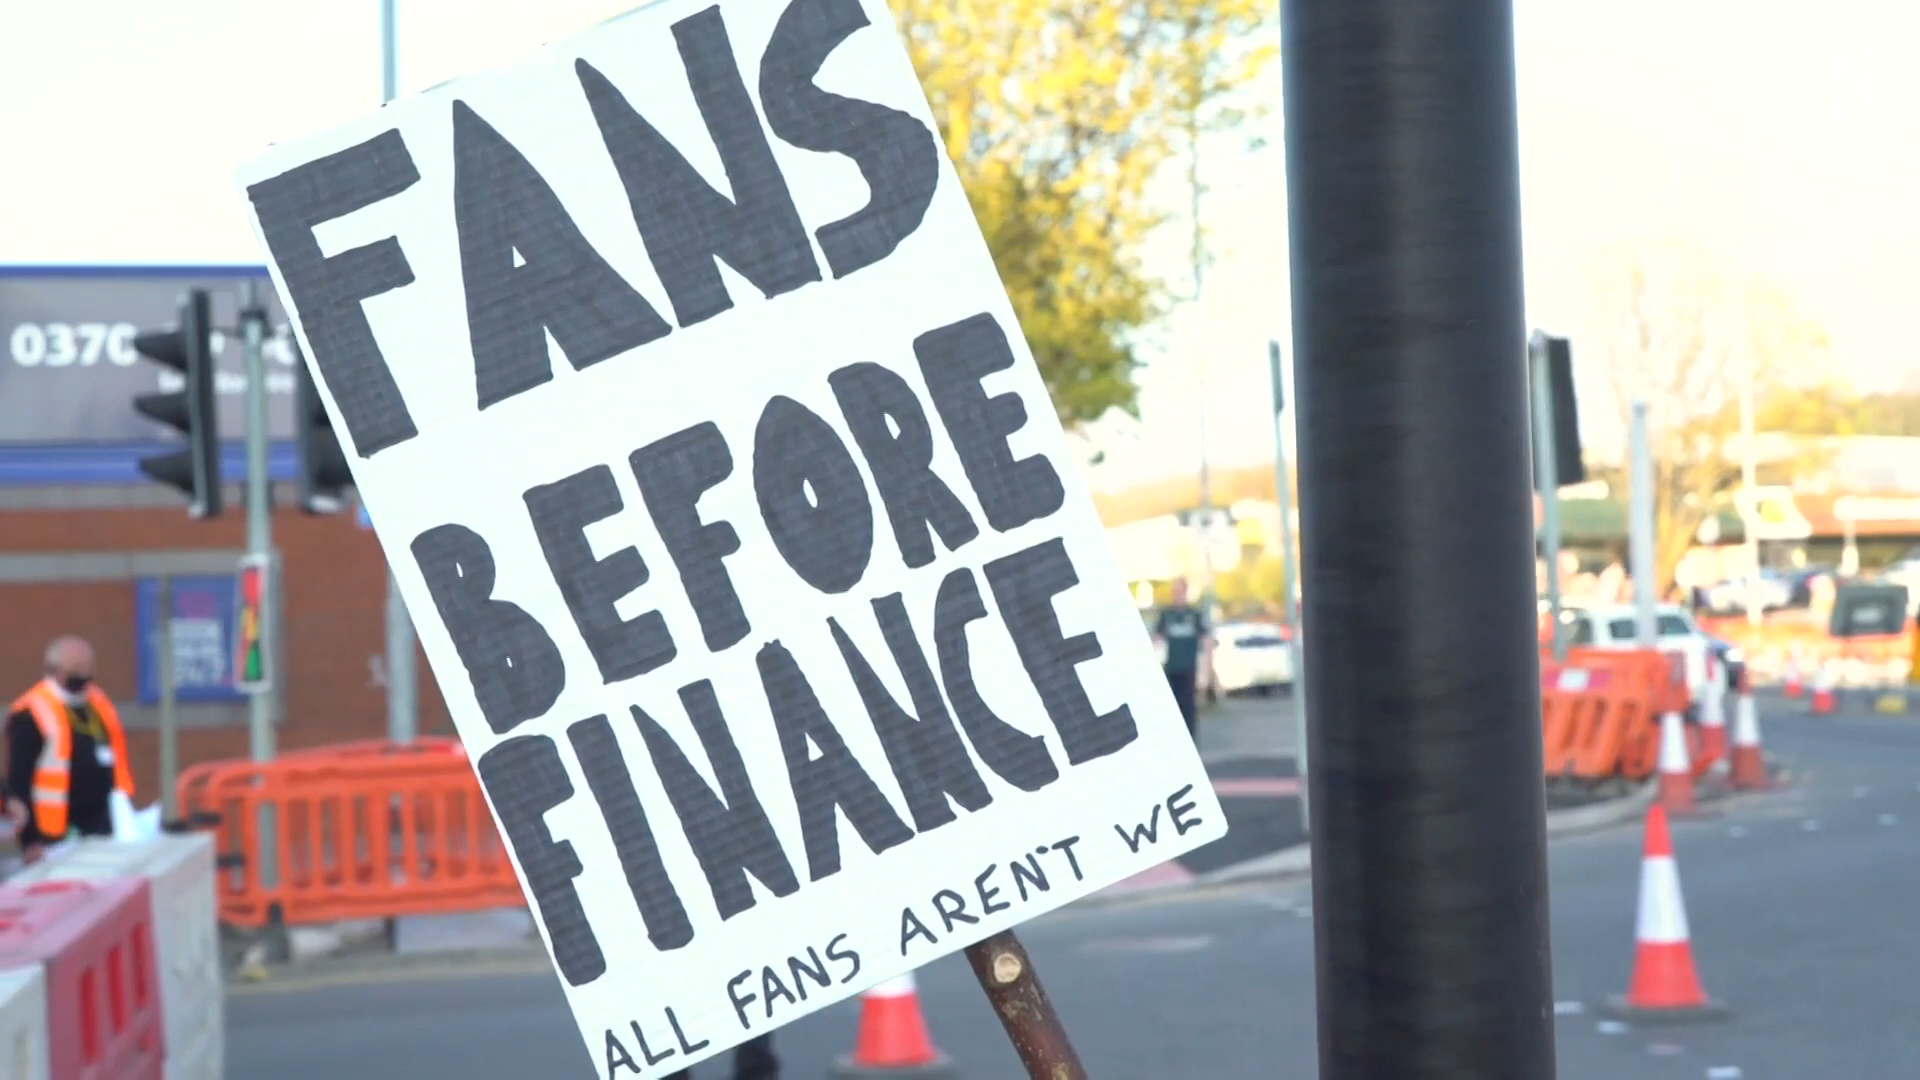 FANS
BEFORE
FINANCE
ALL FANS AREN'T WE
0370